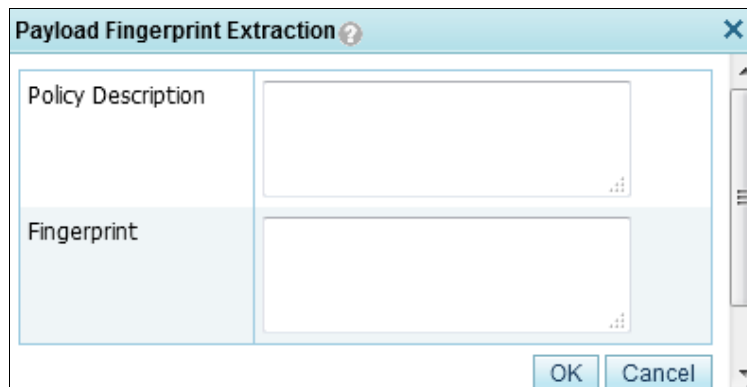 Payload Fingerprint Extraction ?
Policy Description
Fingerprint
OK Cancel